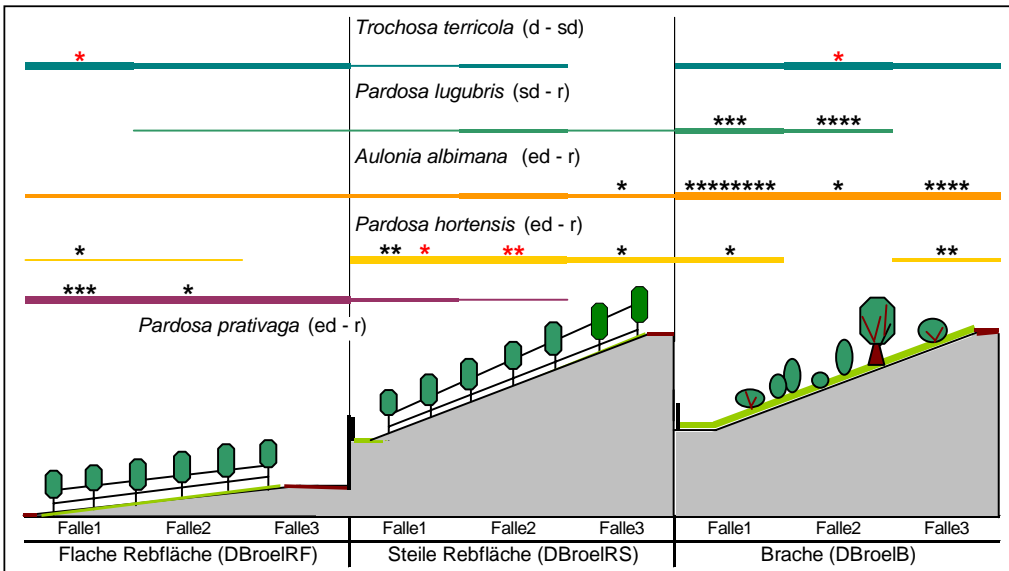 Trochosa terricola (d - sd)
* *
Pardosa lugubris (sd - r)
*** ****
Aulonia albimana (ed - r)
* ******** * ****
Pardosa hortensis (ed - r)
* ** * ** * * **
*** *
Pardosa prativaga (ed - r)
Falle1 Falle2 Falle3 Falle1 Falle2 Falle3 Falle1 Falle2 Falle3
Flache Rebfläche (DBroelRF) Steile Rebfläche (DBroelRS) Brache (DBroelB)